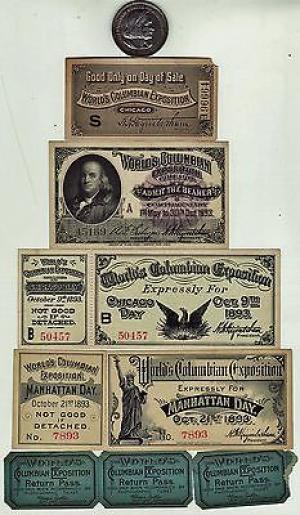 Good Only on Day of Sale
WORLD'S COLUMBIAN EXPOSITION
CHICAGO
S
WORLD'S COLUMBIAN
EXPOSITION
ADMIT THE BEARER
A
1st May to 30th Oct 1893.
45189
WORLD'S COLUMBIAN
EXPOSITION
October 9th 1893.
NOT GOOD
IF
DETACHED.
B 50457
World's Columbian Exposition
Expressly For
CHICAGO DAY
OCT. 9TH 1893.
B
50457
WORLD'S COLUMBIAN
EXPOSITION
MANHATTAN DAY.
October 21st 1893.
NOT GOOD
IF DETACHED
No. 7893
World's Columbian Exposition
EXPRESSLY FOR
MANHATTAN DAY,
OCT. 21ST 1893.
No. 7893
WORLD'S
COLUMBIAN EXPOSITION
Return Pass.
WORLD'S
COLUMBIAN EXPOSITION
Return Pass.
WORLD'S
COLUMBIAN EXPOSITION
Return Pass.